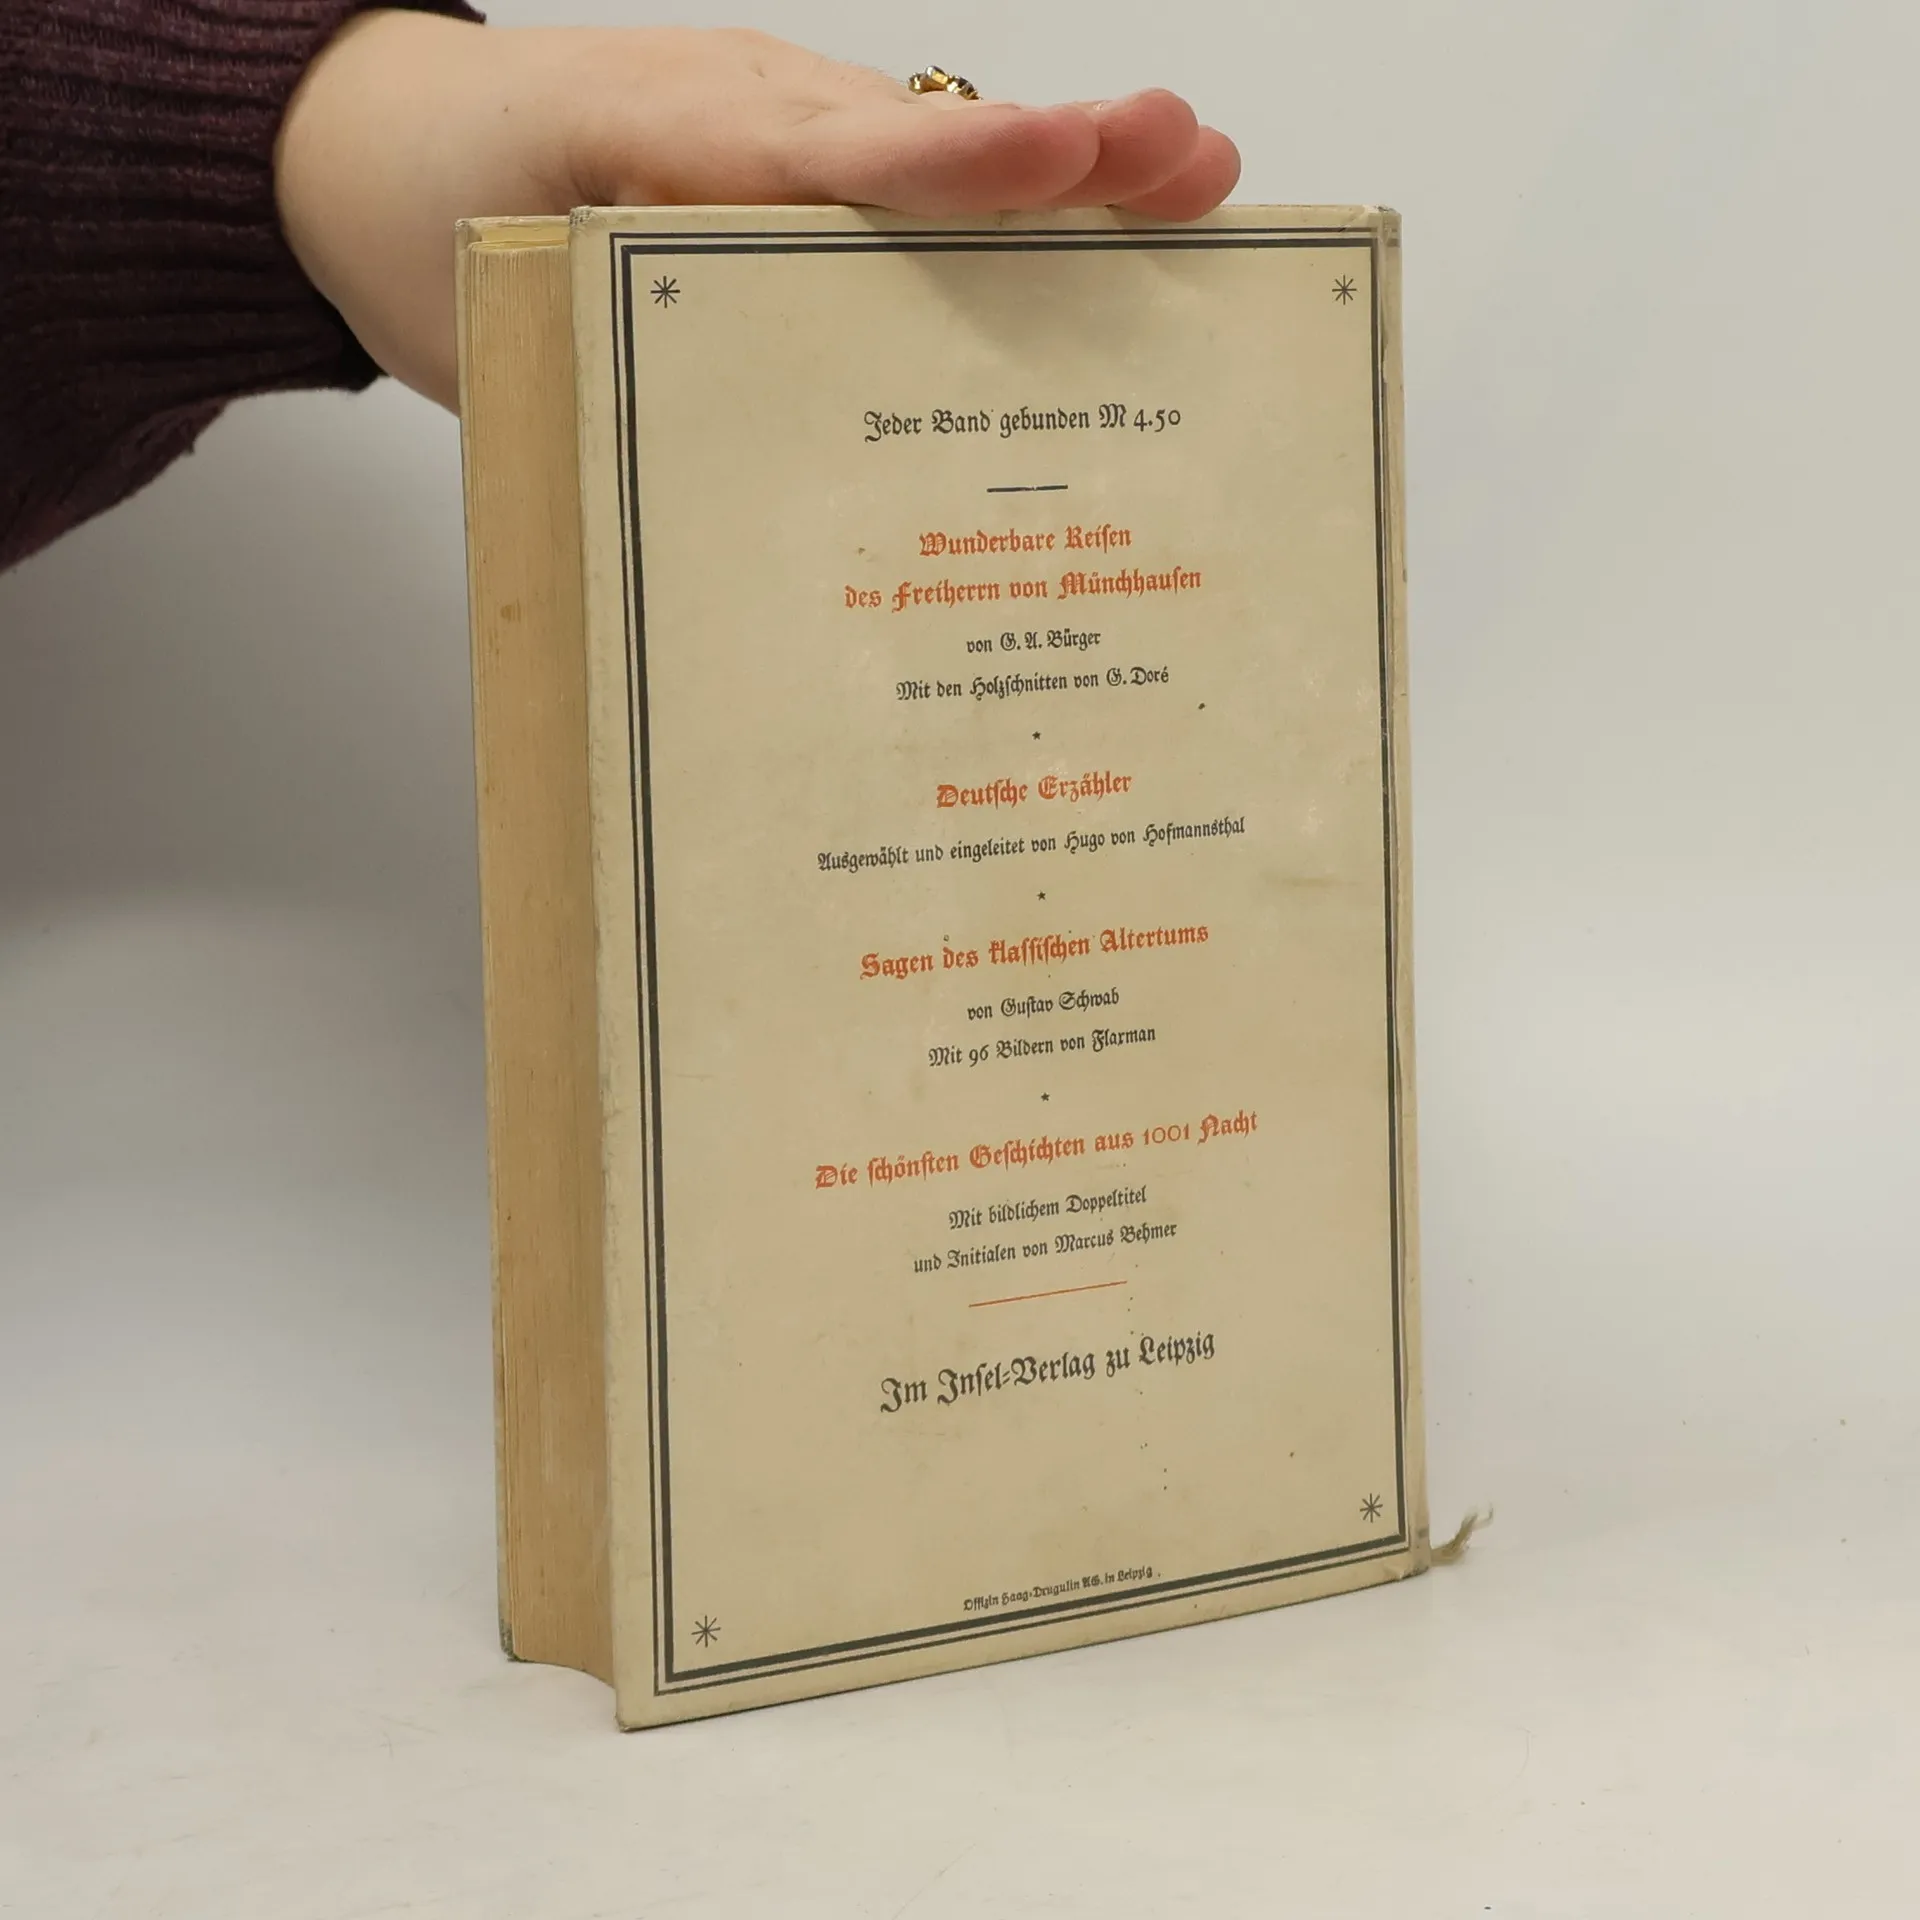 Jeder Band gebunden M 4.50
Wunderbare Reiſen
des Freiherrn von Münchhauſen
von G. A. Bürger
Mit den Holzſchnitten von G. Doré
Deutſche Erzähler
Ausgewählt und eingeleitet von Hugo von Hofmannsthal
Sagen des klaſſiſchen Altertums
von Guſtav Schwab
Mit 96 Bildern von Flaxman
Die ſchönſten Geſchichten aus 1001 Nacht
Mit bildlichem Doppeltitel
und Initialen von Marcus Behmer
Im Inſel-Verlag zu Leipzig
Offizin Haag-Drugulin AG. in Leipzig